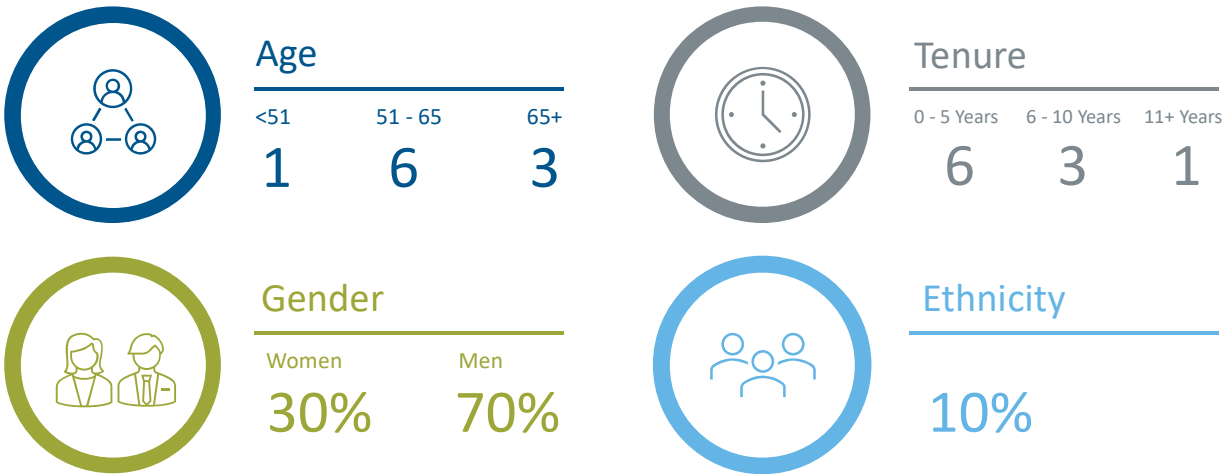 Age
<51 51 - 65 65+
1 6 3
Tenure
0 - 5 Years 6 - 10 Years 11+ Years
6 3 1
Gender
Women Men
30% 70%
Ethnicity
10%